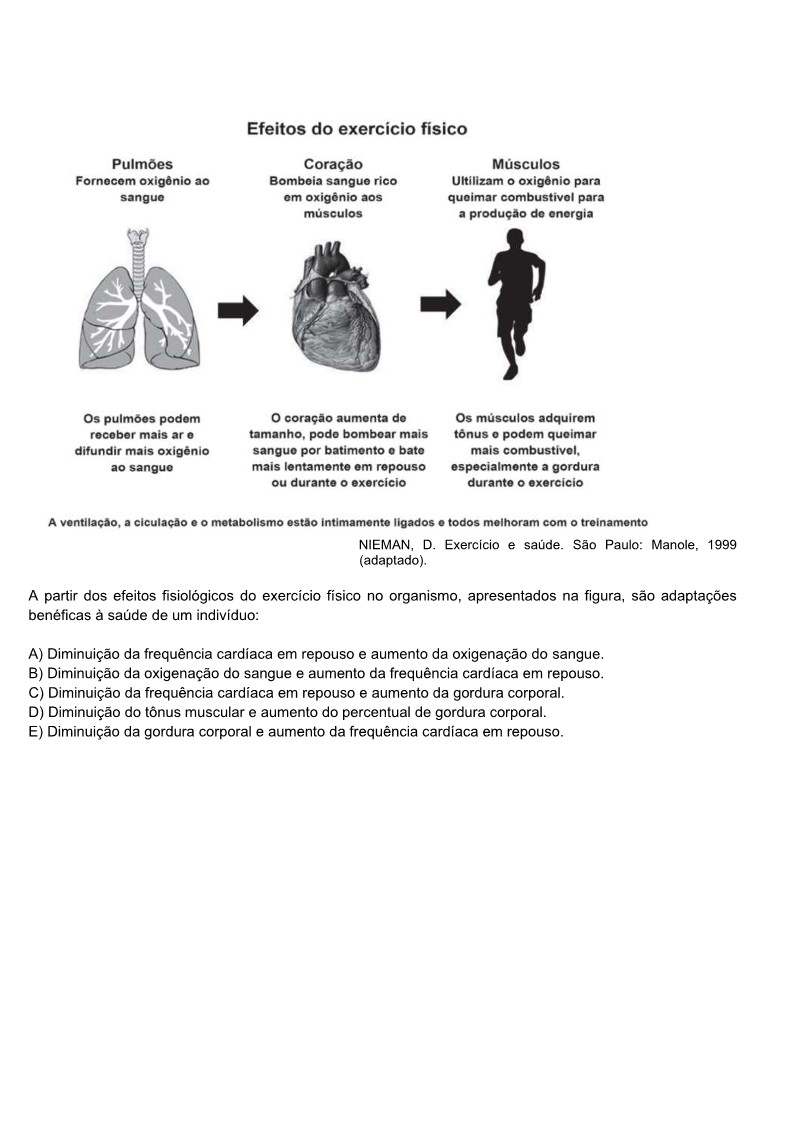 Efeitos do exercício físico
Pulmões
Fornecem oxigênio ao
sangue
Coração
Bombeia sangue rico
em oxigênio aos
músculos
Músculos
Ultilizam o oxigênio para
queimar combustível para
a produção de energia
Os pulmões podem
receber mais ar e
difundir mais oxigênio
ao sangue
O coração aumenta de
tamanho, pode bombear mais
sangue por batimento e bate
mais lentamente em repouso
ou durante o exercício
Os músculos adquirem
tônus e podem queimar
mais combustível,
especialmente a gordura
durante o exercício
A ventilação, a ciculação e o metabolismo estão intimamente ligados e todos melhoram com o treinamento
NIEMAN, D. Exercício e saúde. São Paulo: Manole, 1999
(adaptado).
A partir dos efeitos fisiológicos do exercício físico no organismo, apresentados na figura, são adaptações
benéficas à saúde de um indivíduo:
A) Diminuição da frequência cardíaca em repouso e aumento da oxigenação do sangue.
B) Diminuição da oxigenação do sangue e aumento da frequência cardíaca em repouso.
C) Diminuição da frequência cardíaca em repouso e aumento da gordura corporal.
D) Diminuição do tônus muscular e aumento do percentual de gordura corporal.
E) Diminuição da gordura corporal e aumento da frequência cardíaca em repouso.